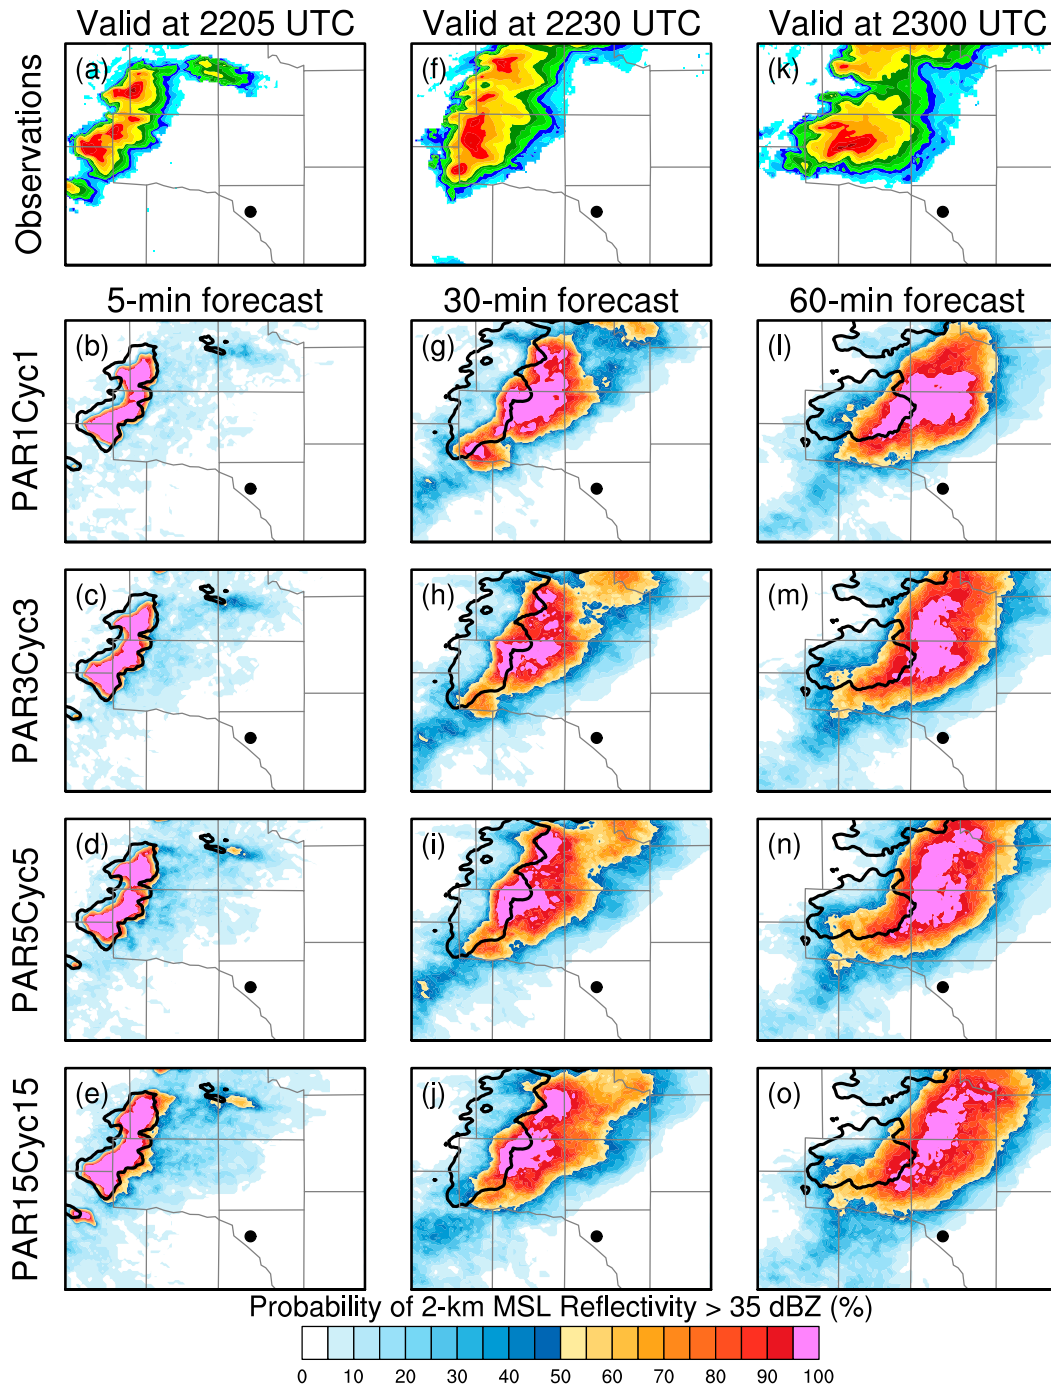 Valid at 2205 UTC Valid at 2230 UTC Valid at 2300 UTC
Observations
(a) (f) (k)
5-min forecast 30-min forecast 60-min forecast
PAR1Cyc1
(b) (g) (l)
PAR3Cyc3
(c) (h) (m)
PAR5Cyc5
(d) (i) (n)
PAR15Cyc15
(e) (j) (o)
Probability of 2-km MSL Reflectivity > 35 dBZ (%)
0 10 20 30 40 50 60 70 80 90 100